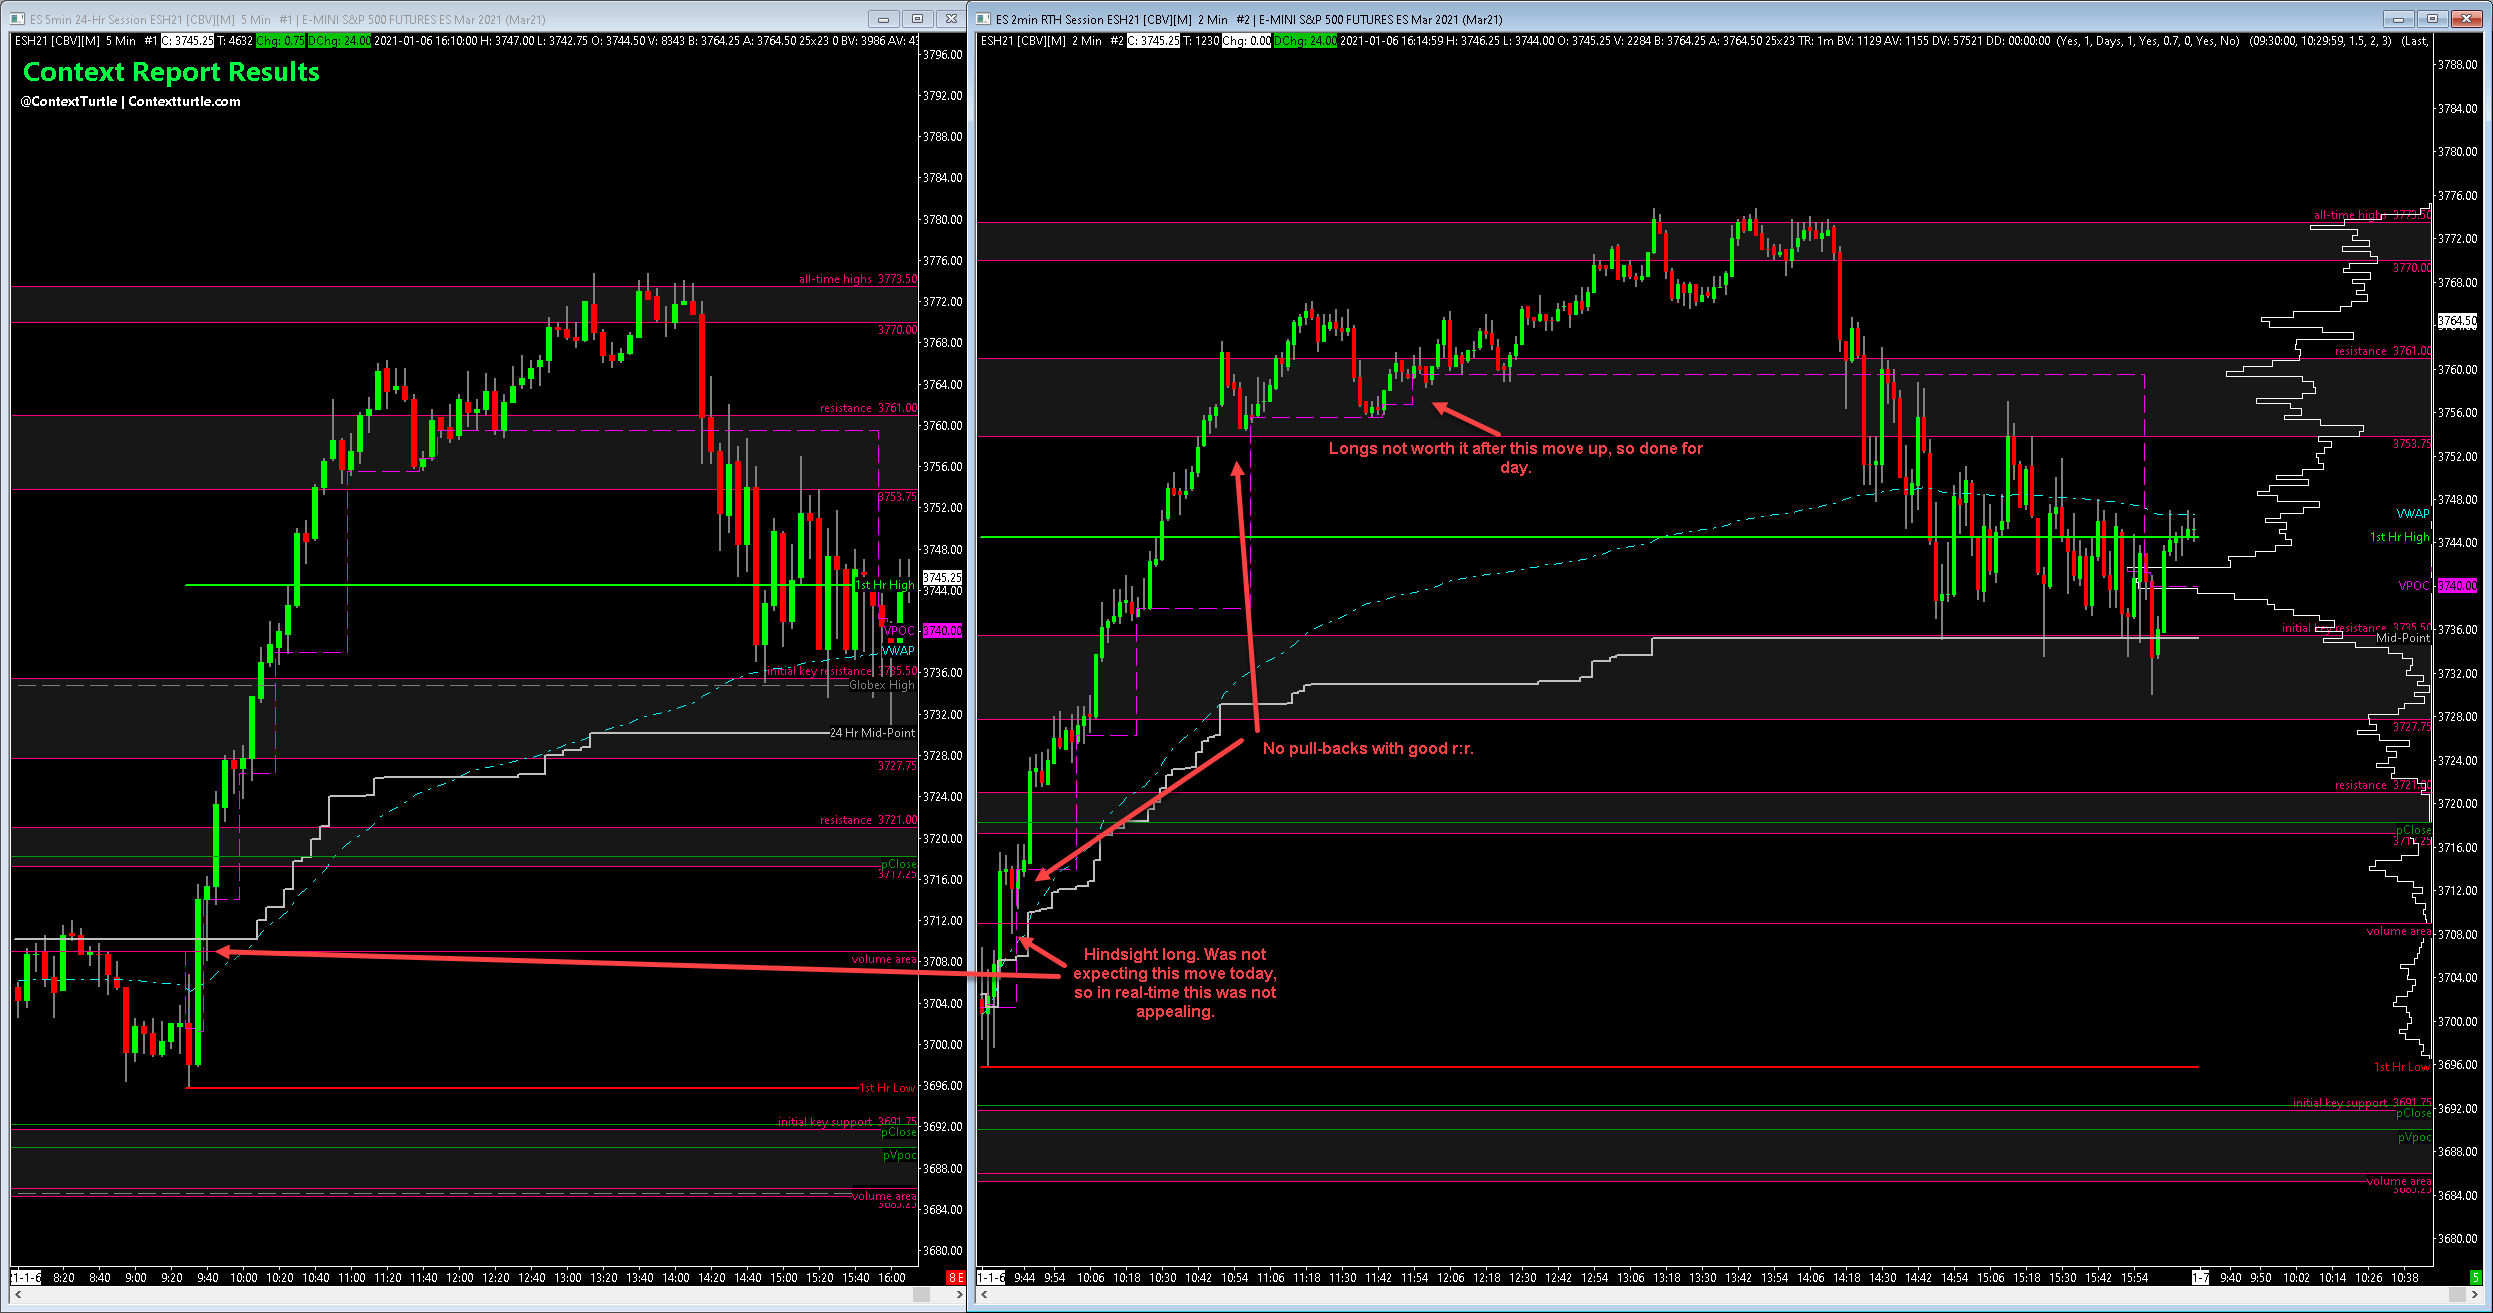 ES 5min 24-Hr Session ESH21 [CBV][M]  5 Min  #1 | E-MINI S&P 500 FUTURES ES Mar 2021 (Mar21)
ESH21 [CBV][M]  5 Min  #1 C: 3745.25 T: 4632 Chg: 0.75 DChg: 24.00 2021-01-06 16:10:00 H: 3747.00 L: 3742.75 O: 3744.50 V: 8343 B: 3764.25 A: 3764.50 25x23 0 BV: 3986 AV:
Context Report Results
@ContextTurtle | Contextturtle.com
all-time highs 3773.50
3770.00
resistance 3761.00
3753.75
1st Hr High
VPOC
VWAP
initial key resistance 3735.50
Globex High
24 Hr Mid-Point
3727.75
resistance 3721.00
pClose
3717.25
volume area
1st Hr Low
initial key support 3691.75
pClose
pVpoc
volume area
3796.00
3792.00
3788.00
3784.00
3780.00
3776.00
3772.00
3768.00
3764.00
3760.00
3756.00
3752.00
3748.00
3745.25
3744.00
3740.00
3736.00
3732.00
3728.00
3724.00
3720.00
3716.00
3712.00
3708.00
3704.00
3700.00
3696.00
3692.00
3688.00
3684.00
3680.00
8:20 8:40 9:00 9:20 9:40 10:00 10:20 10:40 11:00 11:20 11:40 12:00 12:20 12:40 13:00 13:20 13:40 14:00 14:20 14:40 15:00 15:20 15:40 16:00
8 E
ES 2min RTH Session ESH21 [CBV][M]  2 Min  #2 | E-MINI S&P 500 FUTURES ES Mar 2021 (Mar21)
ESH21 [CBV][M]  2 Min  #2 C: 3745.25 T: 1230 Chg: 0.00 DChg: 24.00 2021-01-06 16:14:59 H: 3746.25 L: 3744.00 O: 3745.25 V: 2284 B: 3764.25 A: 3764.50 25x23 TR: 1m BV: 1129 AV: 1155 DV: 57521 DD: 00:00:00 (Yes, 1, Days, 1, Yes, 0.7, 0, Yes, No) (09:30:00, 10:29:59, 1.5, 2, 3) (Last,
all-time highs 3773.50
3770.00
resistance 3761.00
3753.75
Longs not worth it after this move up, so done for
day.
VWAP
1st Hr High
VPOC
initial key resistance 3735.50
Mid-Point
3727.75
No pull-backs with good r:r.
resistance 3721.00
pClose
3717.25
volume area
Hindsight long. Was not
expecting this move today,
so in real-time this was not
appealing.
1st Hr Low
initial key support 3691.75
pClose
pVpoc
volume area
3788.00
3784.00
3780.00
3776.00
3772.00
3768.00
3764.50
3760.00
3756.00
3752.00
3748.00
3744.00
3740.00
3736.00
3732.00
3728.00
3724.00
3720.00
3716.00
3712.00
3708.00
3704.00
3700.00
3696.00
3692.00
3688.00
3684.00
3680.00
1-1-6 9:44 9:54 10:06 10:18 10:30 10:42 10:54 11:06 11:18 11:30 11:42 11:54 12:06 12:18 12:30 12:42 12:54 13:06 13:18 13:30 13:42 13:54 14:06 14:18 14:30 14:42 14:54 15:06 15:18 15:30 15:42 15:54 1-7 9:40 9:50 10:02 10:14 10:26 10:38
5